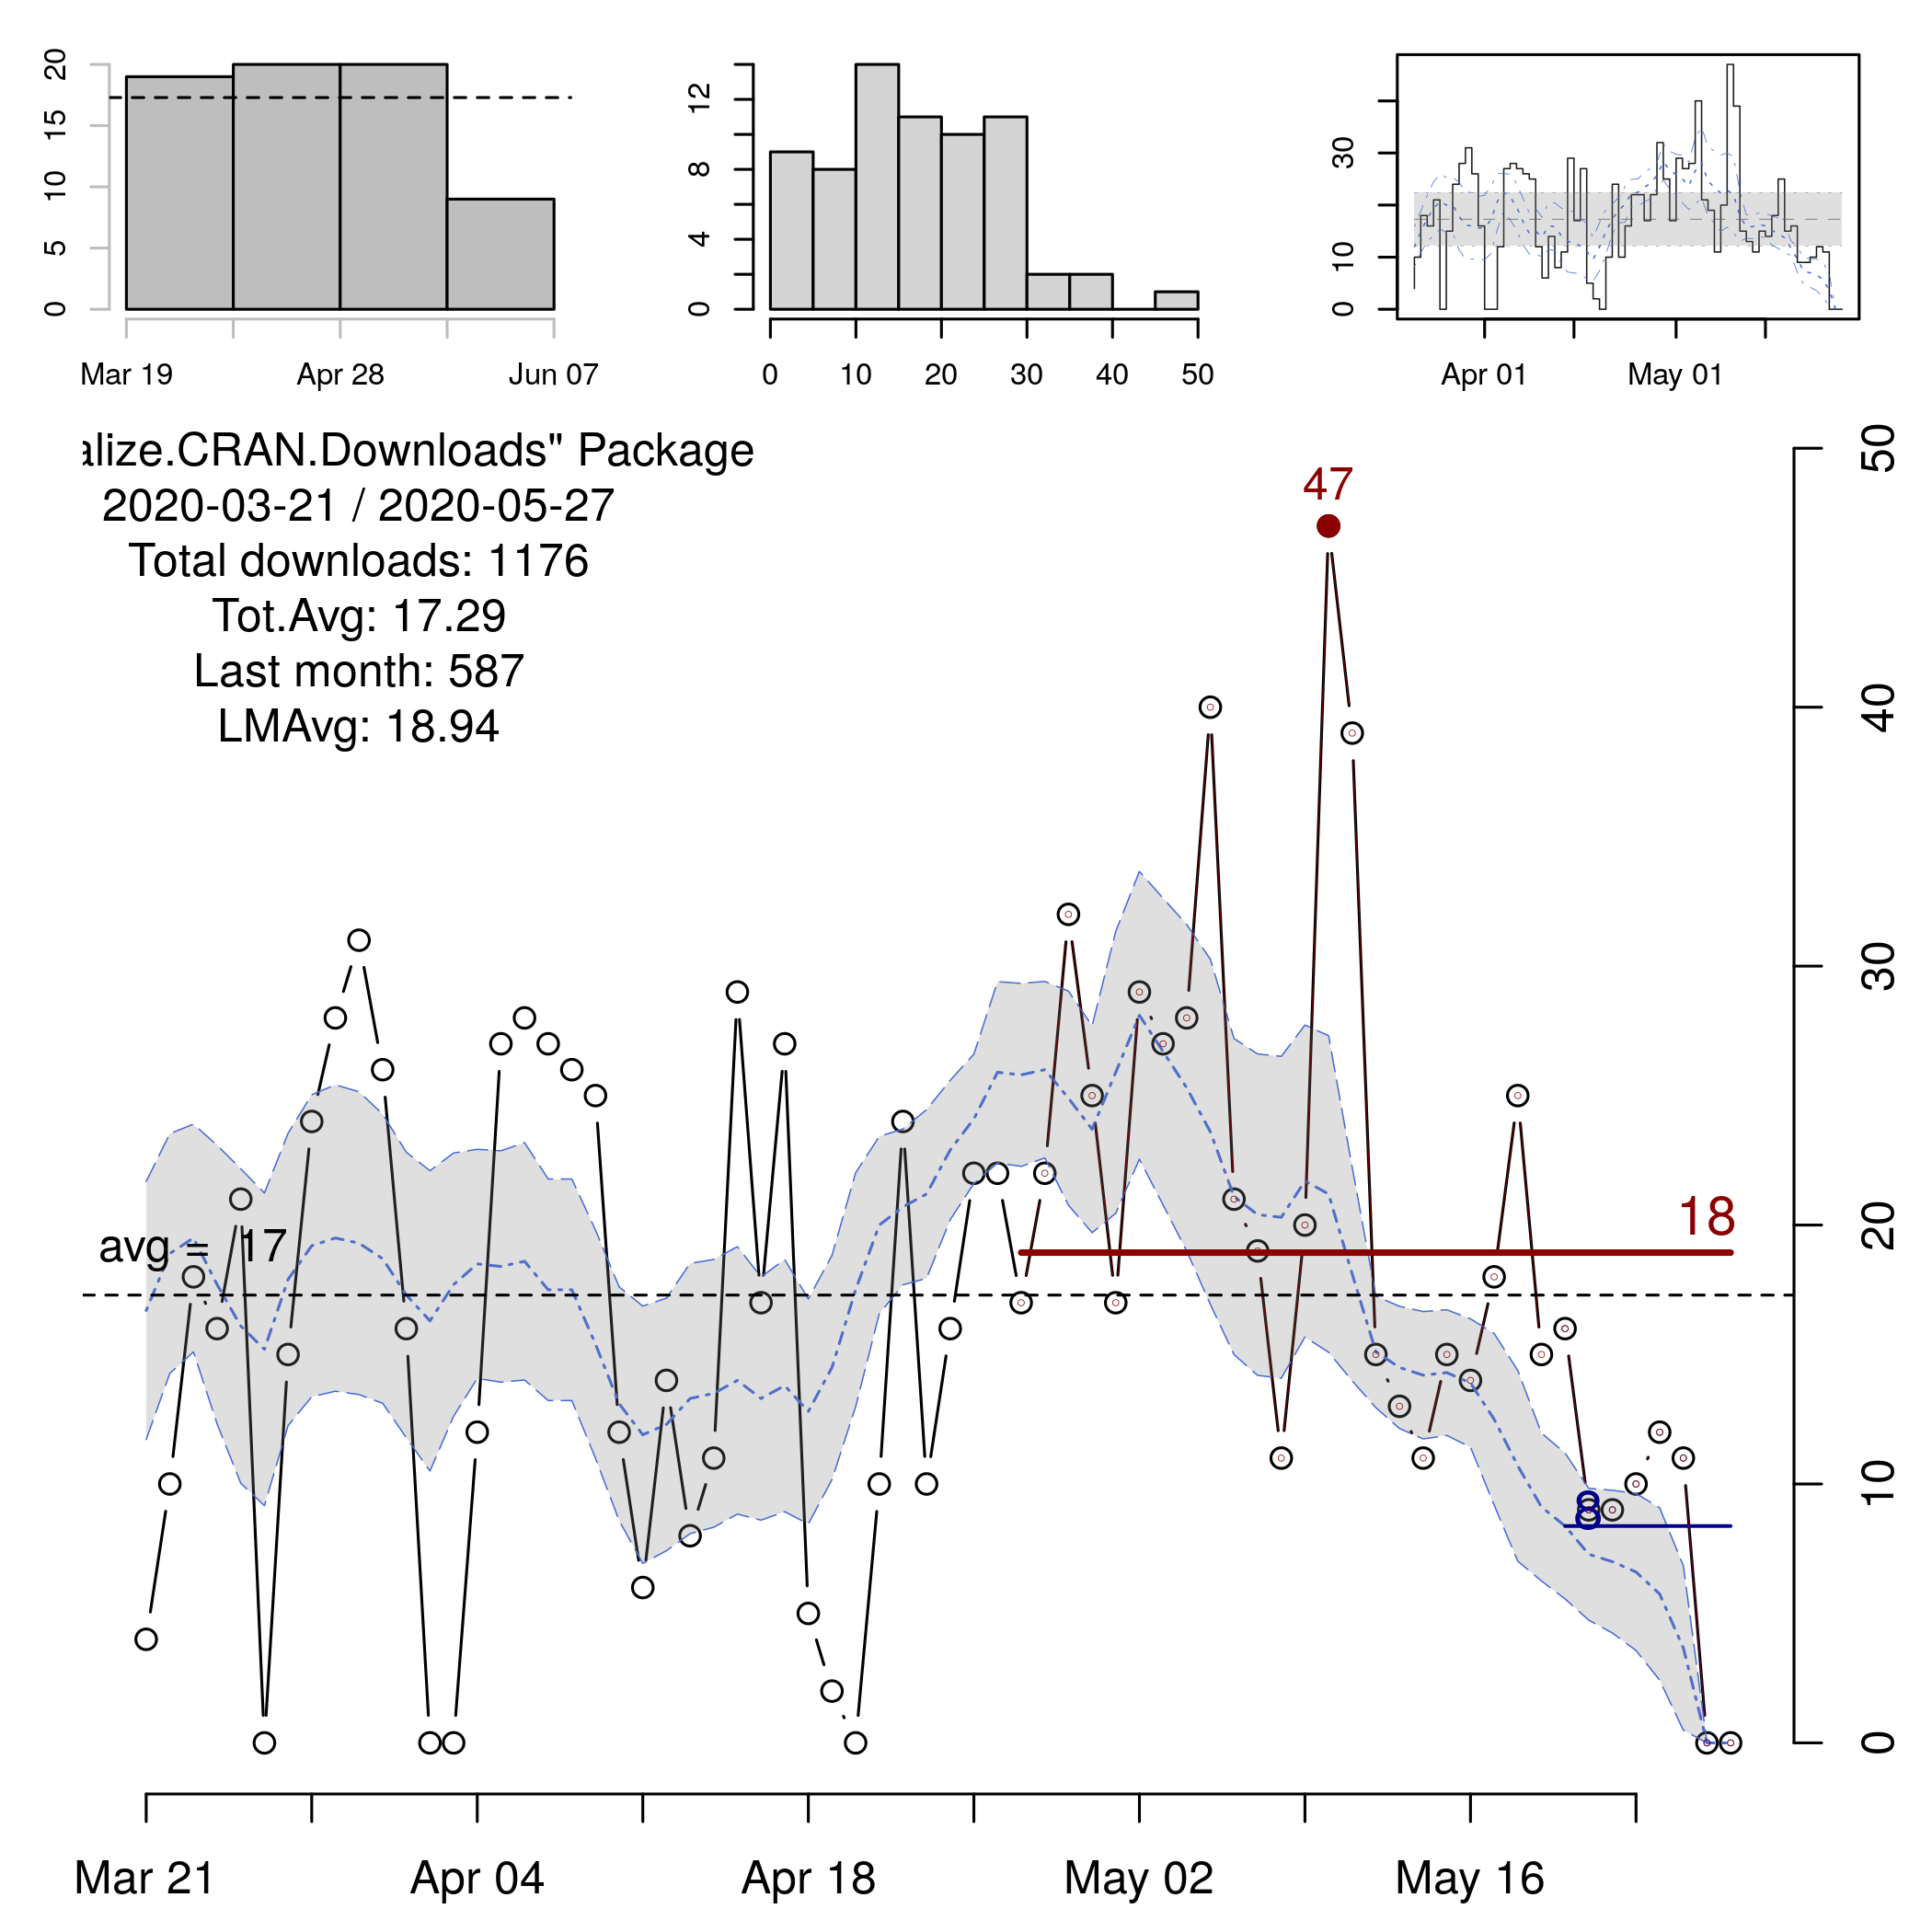 20
15
10
5
0
Mar 19 Apr 28 Jun 07
12
8
4
0
0 10 20 30 40 50
30
10
0
Apr 01 May 01
alize.CRAN.Downloads" Package
2020-03-21 / 2020-05-27
Total downloads: 1176
Tot.Avg: 17.29
Last month: 587
LMAvg: 18.94
47
avg = 17
18
8
50
40
30
20
10
0
Mar 21 Apr 04 Apr 18 May 02 May 16